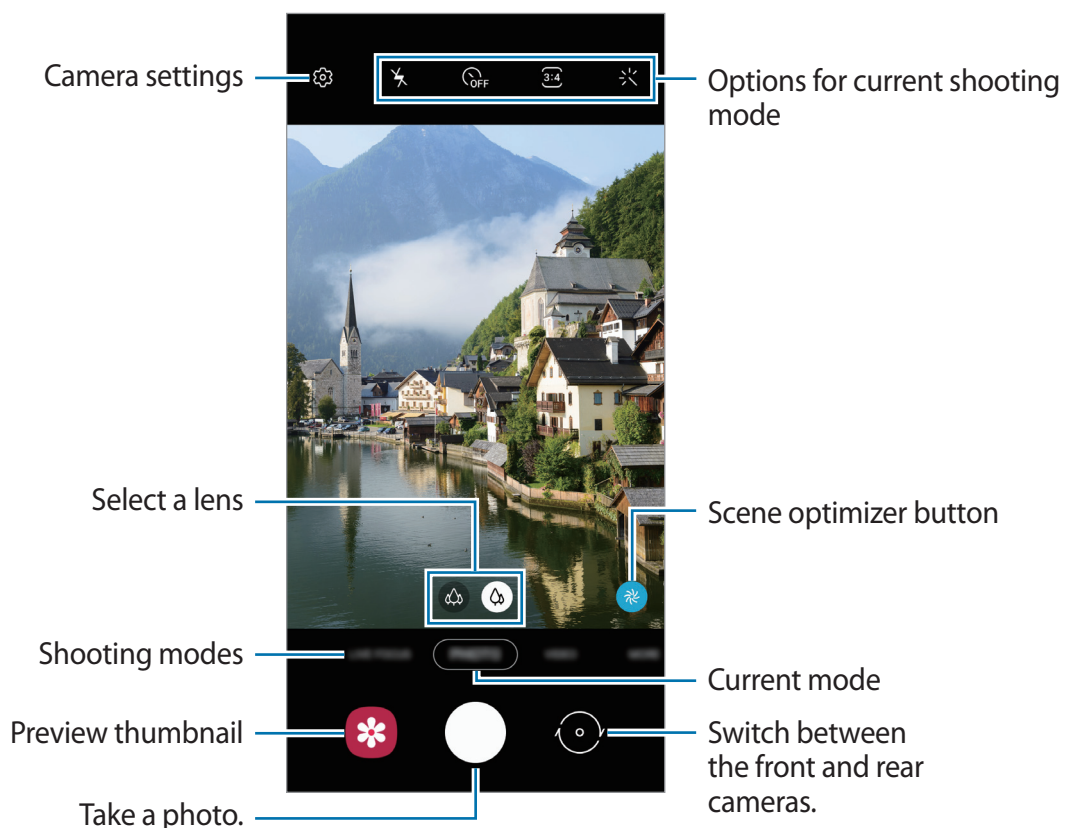 Camera settings
OFF
3:4
Options for current shooting
mode
Select a lens
Scene optimizer button
Shooting modes
Current mode
Preview thumbnail
Switch between
the front and rear
cameras.
Take a photo.